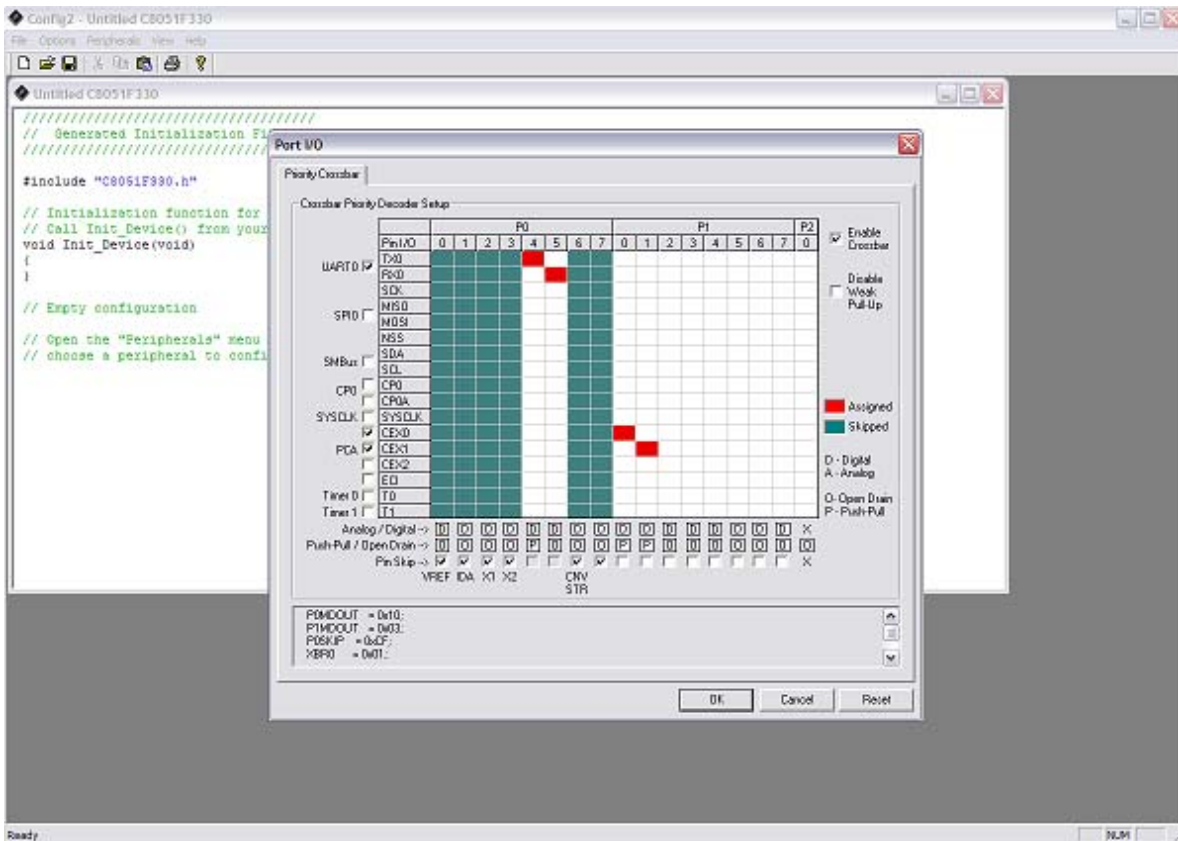 Config2 - Untitled C8051F330
File Options Peripherals View Help
Untitled C8051F330
//////////////////////////////////////
// Generated Initialization Fi
#include "C8051F330.h"
// Initialization function for
// Call Init_Device() from your
void Init_Device(void)
{
}
// Empty configuration
// Open the "Peripherals" menu
// choose a peripheral to confi
Port I/O
Priority Crossbar
Crossbar Priority Decoder Setup
P0 P1 P2
Pin I/O 0 1 2 3 4 5 6 7 0 1 2 3 4 5 6 7 0
UART0 TX0
RX0
SCK
SPI0 MISO
MOSI
NSS
SMBus SDA
SCL
CP0 CP0
CP0A
SYSCLK SYSCLK
CEX0
PCA CEX1
CEX2
ECI
Timer 0 T0
Timer 1 T1
Analog / Digital -> D D D D D D D D D D D D D D D D X
Push-Pull / Open Drain -> O O O O P O O O P P O O O O O O O
Pin Skip -> X
VREF IDA X1 X2 CNV
STR
Enable
Crossbar
Disable
Weak
Pull-Up
Assigned
Skipped
D - Digital
A - Analog
O - Open Drain
P - Push-Pull
P0MDOUT = 0x10;
P1MDOUT = 0x03;
P0SKIP = 0xCF;
XBR0 = 0x01;
OK Cancel Reset
Ready NUM